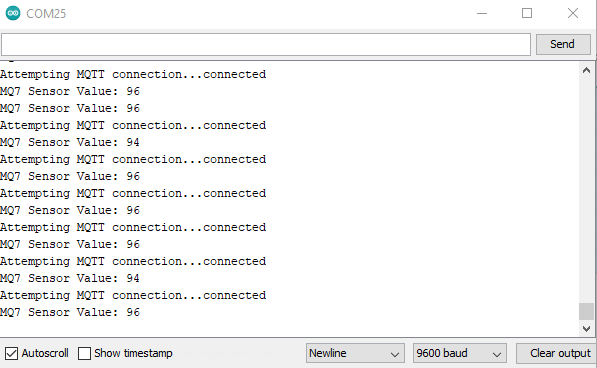 COM25
Send
Attempting MQTT connection...connected
MQ7 Sensor Value: 96
MQ7 Sensor Value: 96
Attempting MQTT connection...connected
MQ7 Sensor Value: 94
Attempting MQTT connection...connected
MQ7 Sensor Value: 96
Attempting MQTT connection...connected
MQ7 Sensor Value: 96
Attempting MQTT connection...connected
MQ7 Sensor Value: 96
Attempting MQTT connection...connected
MQ7 Sensor Value: 94
Attempting MQTT connection...connected
MQ7 Sensor Value: 96
Autoscroll Show timestamp Newline 9600 baud Clear output